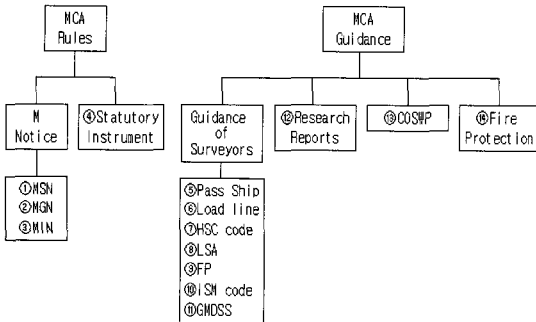 MCA
Rules
MCA
Guidance
M
Notice
④Statutory
Instrument
Guidance
of
Surveyors
⑫Research
Reports
⑬COSWP
⑭Fire
Protection
①MSN
②MGN
③MIN
⑤Pass Ship
⑥Load line
⑦HSC code
⑧LSA
⑨FP
⑩ISM code
⑪GMDSS